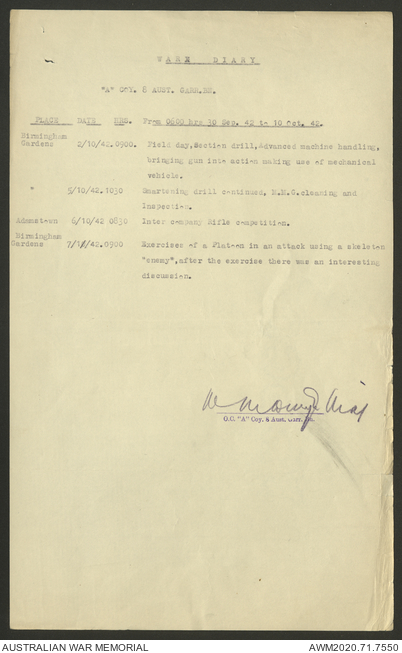 WARX DIARY
"A" COY. 8 AUST. GARR.BN.
PLACE DATE HRS. From 0600 hrs 30 Sep. 42 to 10 Oct. 42.
Birmingham
Gardens 2/10/42.0900. Field day,Section drill,Advanced machine handling,
bringing gun into action making use of mechanical
vehicle.
" 5/10/42.1030 Smartening drill continued, M.M.G.cleaning and
Inspection.
Adamstown 6/10/42 0830 Inter company Rifle competition.
Birmingham
Gardens 7/10/42.0900 Exercises of a Platoon in an attack using a skeleton
"enemy",after the exercise there was an interesting
discussion.
O.C. "A" Coy. 8 Aust. Garr. Bn.
AUSTRALIAN WAR MEMORIAL AWM2020.71.7550